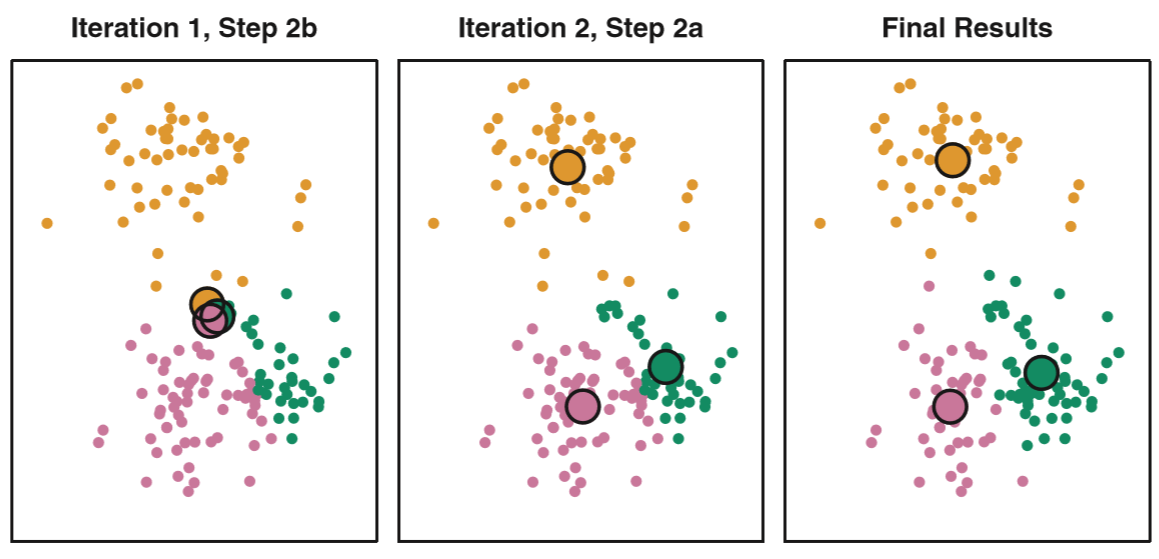 Iteration 1, Step 2b
Iteration 2, Step 2a
Final Results